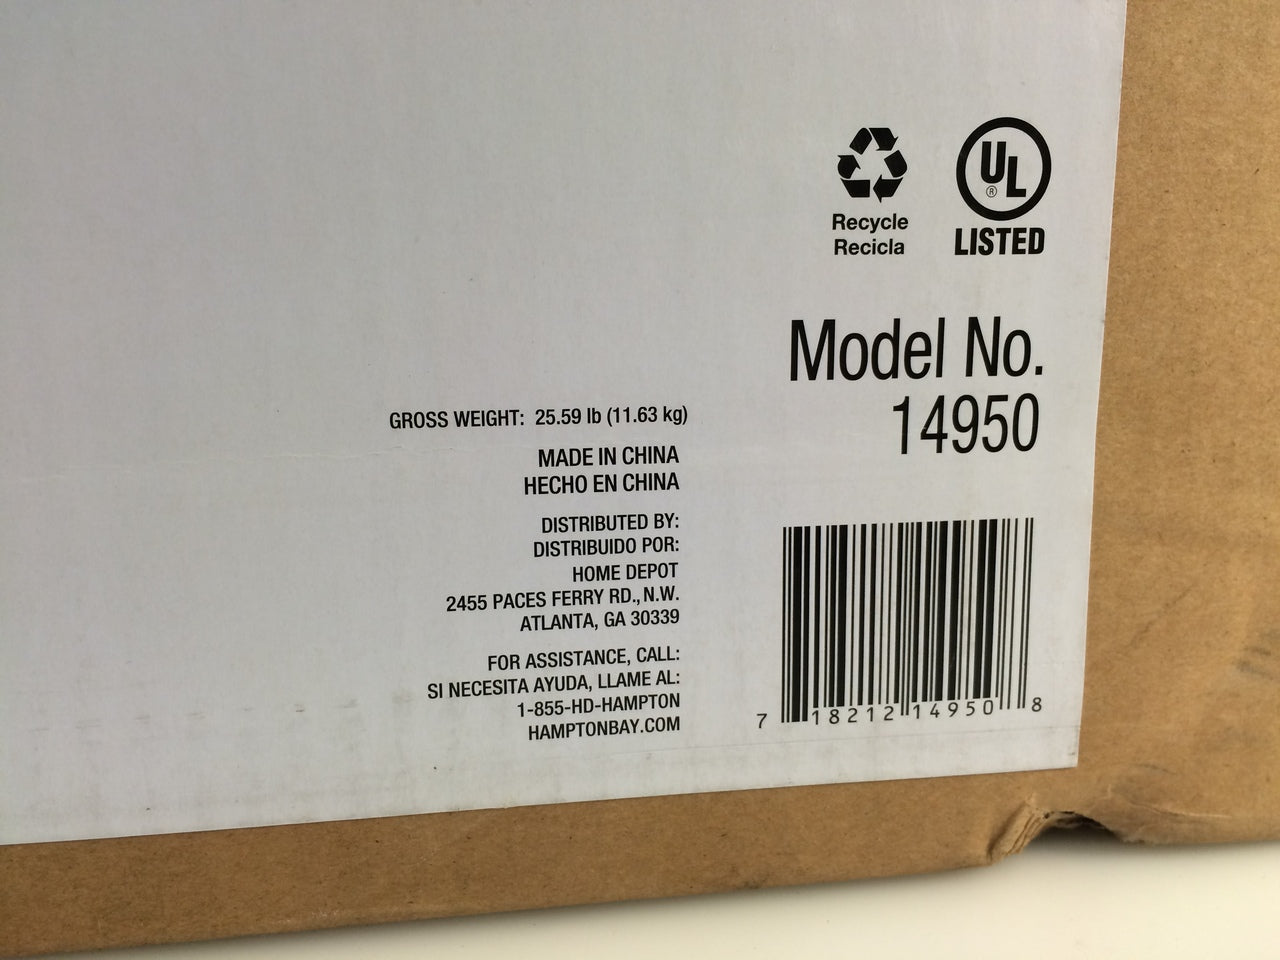 Recycle
Recicla
UL
®
LISTED
Model No.
14950
GROSS WEIGHT: 25.59 lb (11.63 kg)
MADE IN CHINA
HECHO EN CHINA
DISTRIBUTED BY:
DISTRIBUIDO POR:
HOME DEPOT
2455 PACES FERRY RD., N.W.
ATLANTA, GA 30339
FOR ASSISTANCE, CALL:
SI NECESITA AYUDA, LLAME AL:
1-855-HD-HAMPTON
HAMPTONBAY.COM
7 18212 14950 8